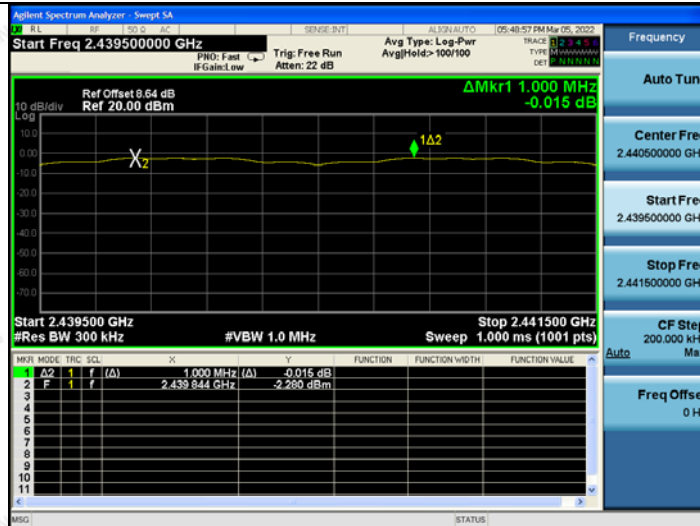 Agilent Spectrum Analyzer - Swept SA
RL RF 50 Ω AC SENSE:INT ALIGN AUTO 05:48:57 PM Mar 05, 2022
Start Freq 2.439500000 GHz
PNO: Fast
IFGain:Low
Trig: Free Run
Atten: 22 dB
Avg Type: Log-Pwr
Avg|Hold:> 100/100
TRACE 1 2 3 4 5 6
TYPE M
DET P N N N N N
Ref Offset 8.64 dB
Ref 20.00 dBm
10 dB/div
Log
ΔMkr1 1.000 MHz
-0.015 dB
10.0
0.00
-10.0
-20.0
-30.0
-40.0
-50.0
-60.0
-70.0
X2
1Δ2
Start 2.439500 GHz
Stop 2.441500 GHz
#Res BW 300 kHz
#VBW 1.0 MHz
Sweep 1.000 ms (1001 pts)
MKR MODE TRC SCL X Y FUNCTION FUNCTION WIDTH FUNCTION VALUE
1 Δ2 1 f (Δ) 1.000 MHz (Δ) -0.015 dB
2 F 1 f 2.439 844 GHz -2.280 dBm
3
4
5
6
7
8
9
10
11
MSG
STATUS
Frequency
Auto Tun
Center Fre
2.440500000 GH
Start Fre
2.439500000 GH
Stop Fre
2.441500000 GH
CF Ste
200.000 kH
Auto Ma
Freq Offse
0 H